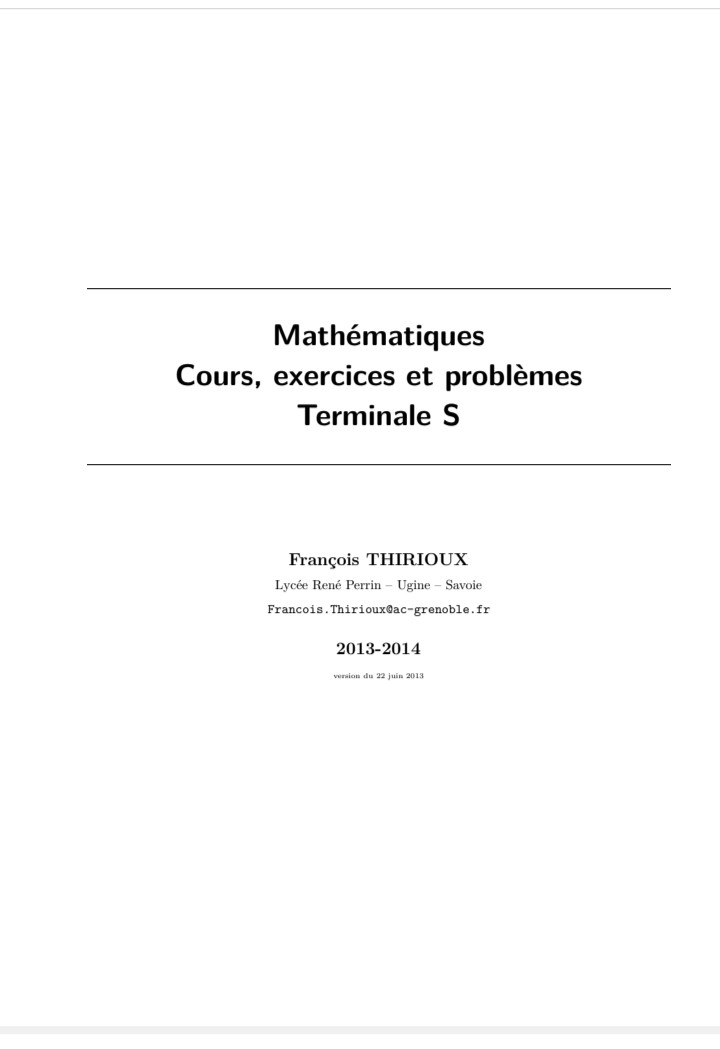 Mathématiques
Cours, exercices et problèmes
Terminale S
François THIRIOUX
Lycée René Perrin – Ugine – Savoie
Francois.Thirioux@ac-grenoble.fr
2013-2014
version du 22 juin 2013